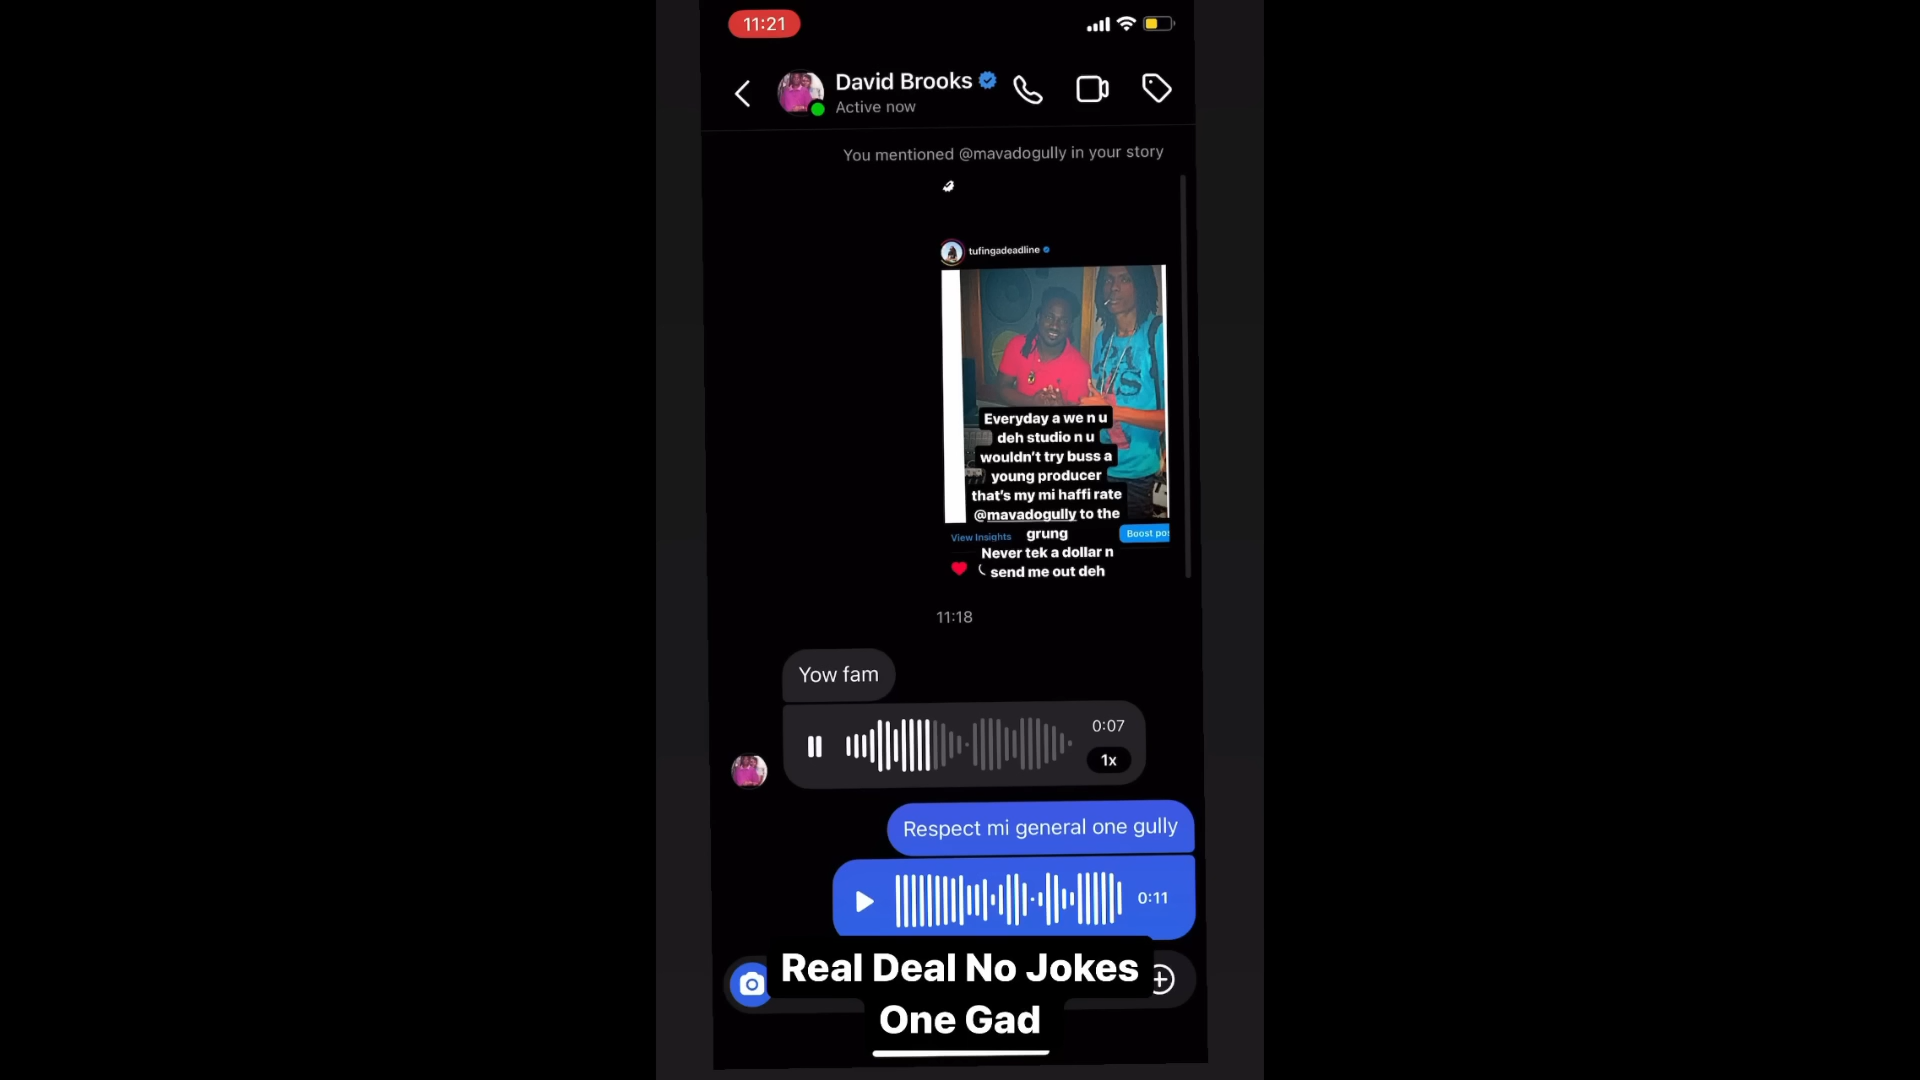 11:21
David Brooks
Active now
You mentioned @mavadogully in your story
tufingadeadline
Everyday a we n u
deh studio n u
wouldn't try buss a
young producer
that's my mi haffi rate
@mavadogully to the
grung
Never tek a dollar n
send me out deh
View Insights
Boost pos
11:18
Yow fam
0:07
1x
Respect mi general one gully
0:11
Real Deal No Jokes
One Gad